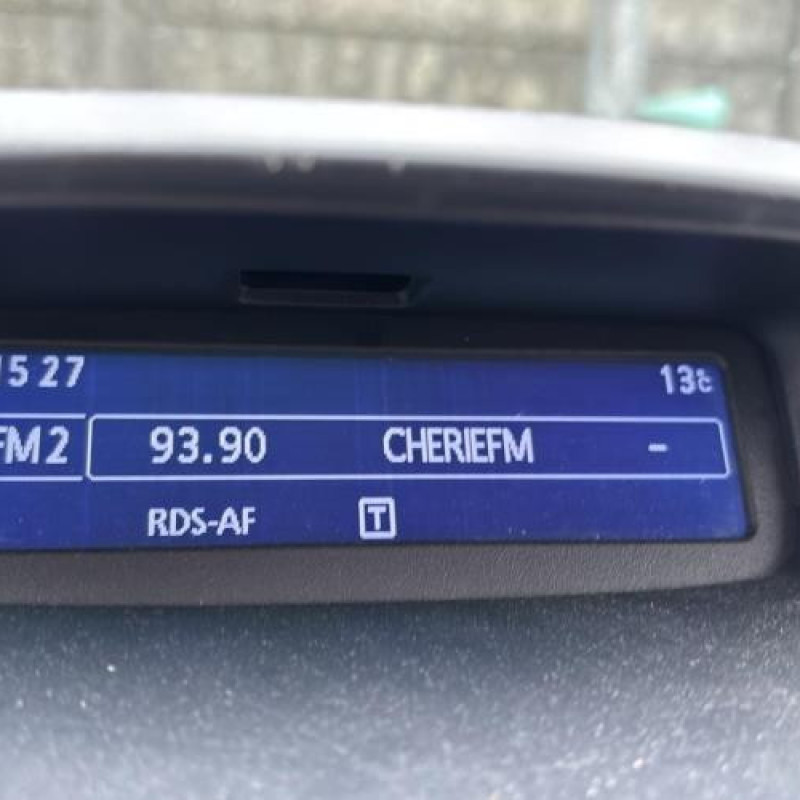 15 27 13°C
FM2 93.90 CHERIEFM -
RDS-AF T